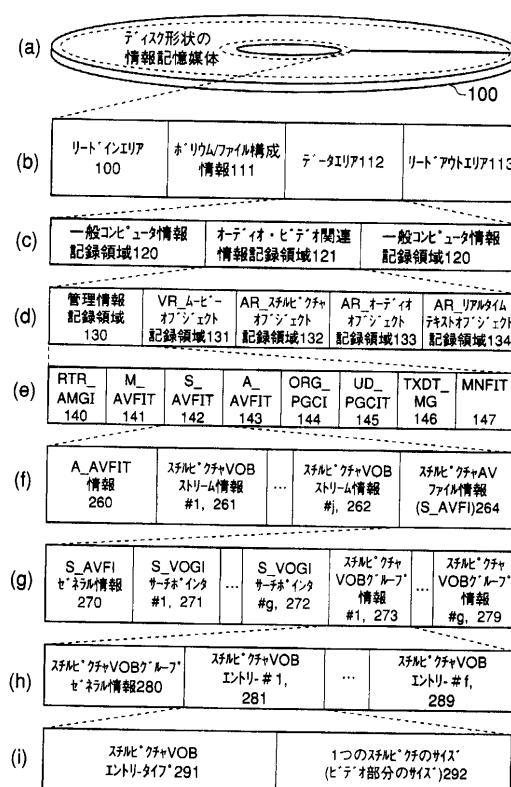 (a)
ディスク形状の
情報記憶媒体
100
(b)
リードインエリア
100
ボリウム/ファイル構成
情報111
データエリア112
リードアウトエリア113
(c)
一般コンピュータ情報
記録領域120
オーディオ・ビデオ関連
情報記録領域121
一般コンピュータ情報
記録領域120
(d)
管理情報
記録領域
130
VR_ムービー
オブジェクト
記録領域131
AR_スチルピクチャ
オブジェクト
記録領域132
AR_オーディオ
オブジェクト
記録領域133
AR_リアルタイム
テキストオブジェクト
記録領域134
(e)
RTR_
AMGI
140
M_
AVFIT
141
S_
AVFIT
142
A_
AVFIT
143
ORG_
PGCI
144
UD_
PGCIT
145
TXDT_
MG
146
MNFIT
147
(f)
A_AVFIT
情報
260
スチルピクチャVOB
ストリーム情報
#1, 261
…
スチルピクチャVOB
ストリーム情報
#j, 262
スチルピクチャAV
ファイル情報
(S_AVFI)264
(g)
S_AVFI
ゼネラル情報
270
S_VOGI
サーチポインタ
#1, 271
…
S_VOGI
サーチポインタ
#g, 272
スチルピクチャ
VOBグループ
情報
#1, 273
…
スチルピクチャ
VOBグループ
情報
#g, 279
(h)
スチルピクチャVOBグループ
ゼネラル情報280
スチルピクチャVOB
エントリー#1,
281
…
スチルピクチャVOB
エントリー#f,
289
(i)
スチルピクチャVOB
エントリータイプ291
1つのスチルピクチのサイズ
(ビデオ部分のサイズ)292